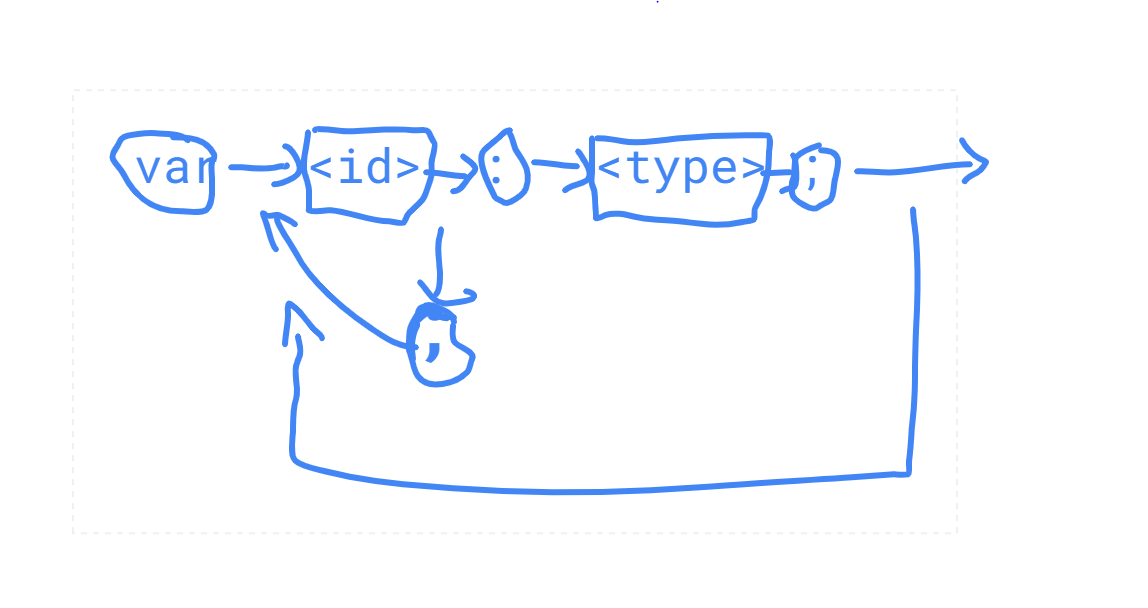 var <id> : <type> ;
,